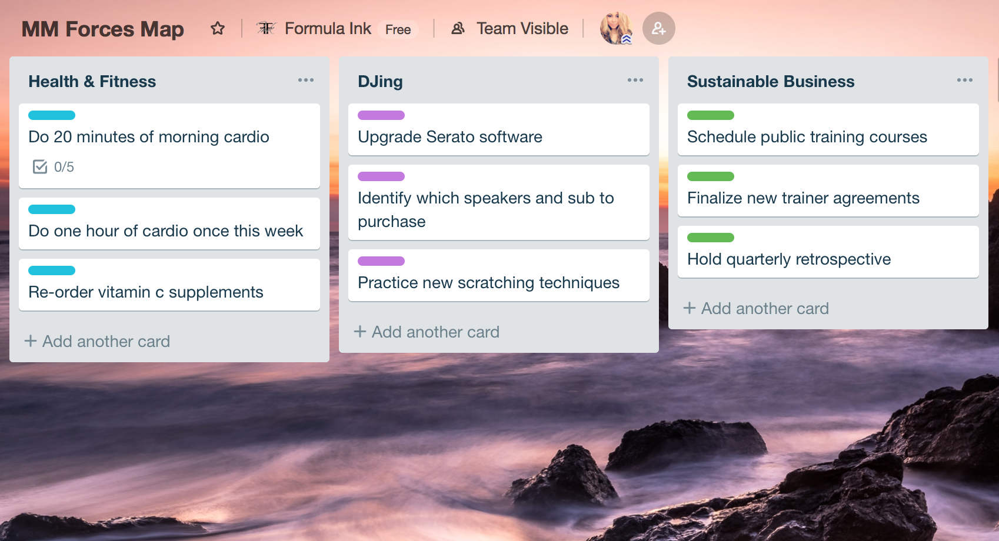 MM Forces Map
Formula Ink
Free
Team Visible
Health & Fitness
Do 20 minutes of morning cardio
0/5
Do one hour of cardio once this week
Re-order vitamin c supplements
+ Add another card
DJing
Upgrade Serato software
Identify which speakers and sub to
purchase
Practice new scratching techniques
+ Add another card
Sustainable Business
Schedule public training courses
Finalize new trainer agreements
Hold quarterly retrospective
+ Add another card